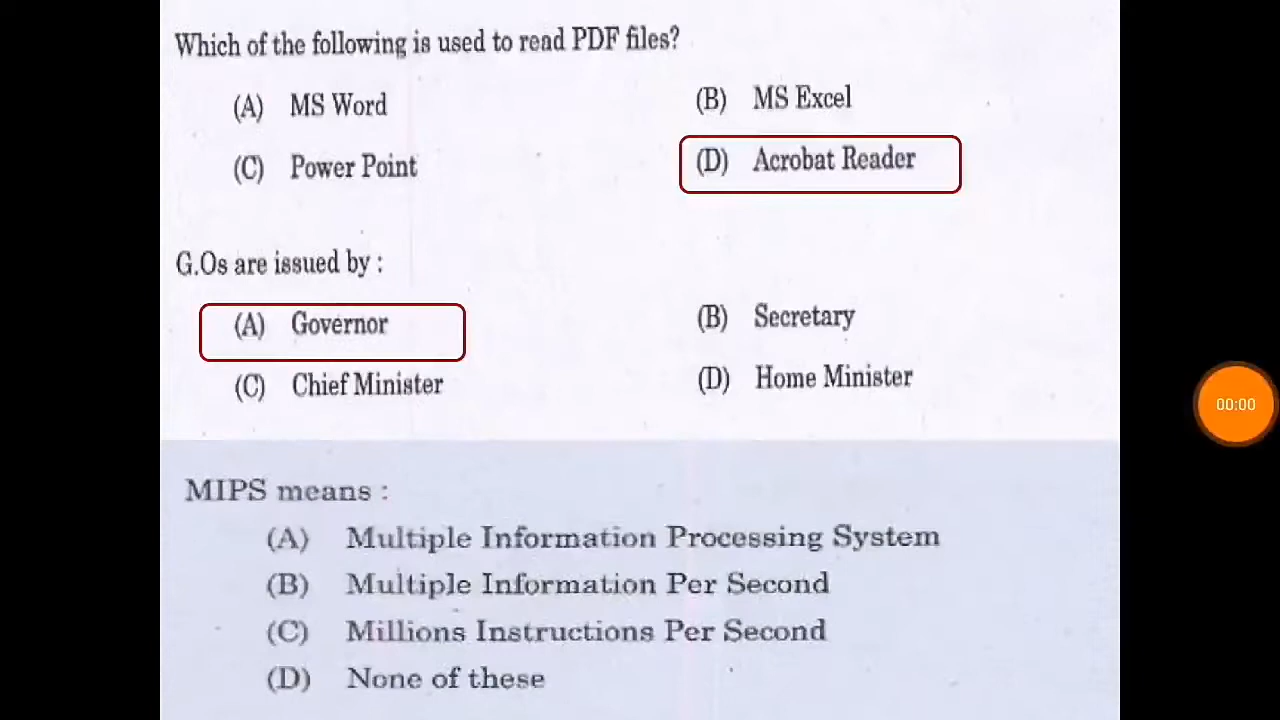 Which of the following is used to read PDF files?
(A) MS Word (B) MS Excel
(C) Power Point (D) Acrobat Reader
G.Os are issued by :
(A) Governor (B) Secretary
(C) Chief Minister (D) Home Minister
MIPS means :
(A) Multiple Information Processing System
(B) Multiple Information Per Second
(C) Millions Instructions Per Second
(D) None of these
00:00